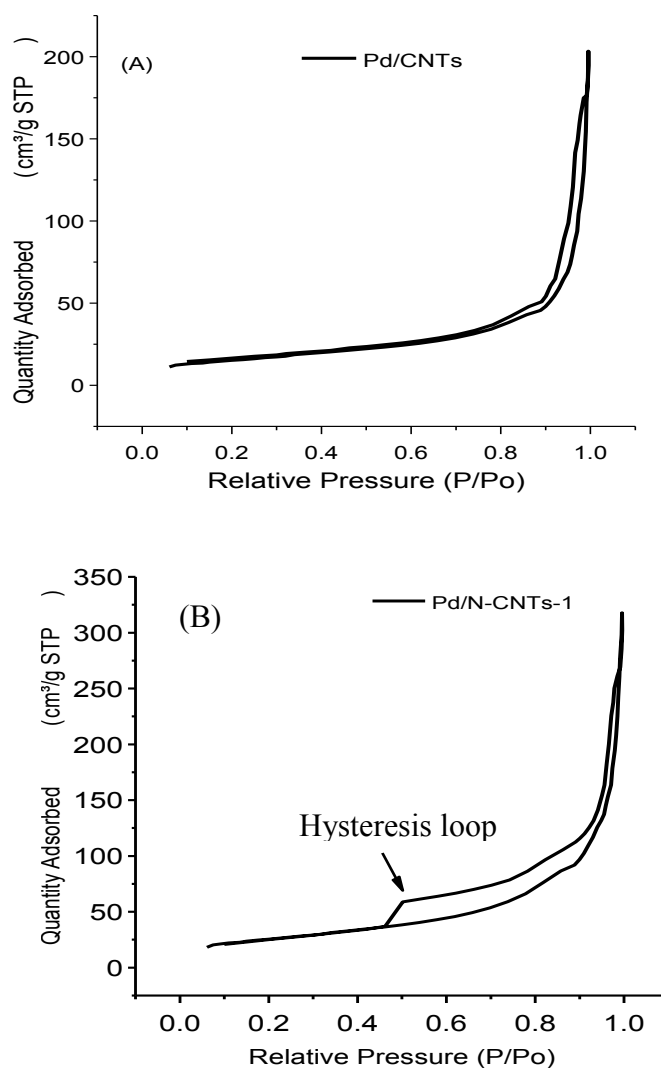 (A)
Pd/CNTs
Quantity Adsorbed (cm³/g STP )
200
150
100
50
0
0.0 0.2 0.4 0.6 0.8 1.0
Relative Pressure (P/Po)
(B)
Pd/N-CNTs-1
Hysteresis loop
Quantity Adsorbed (cm³/g STP )
350
300
250
200
150
100
50
0
0.0 0.2 0.4 0.6 0.8 1.0
Relative Pressure (P/Po)